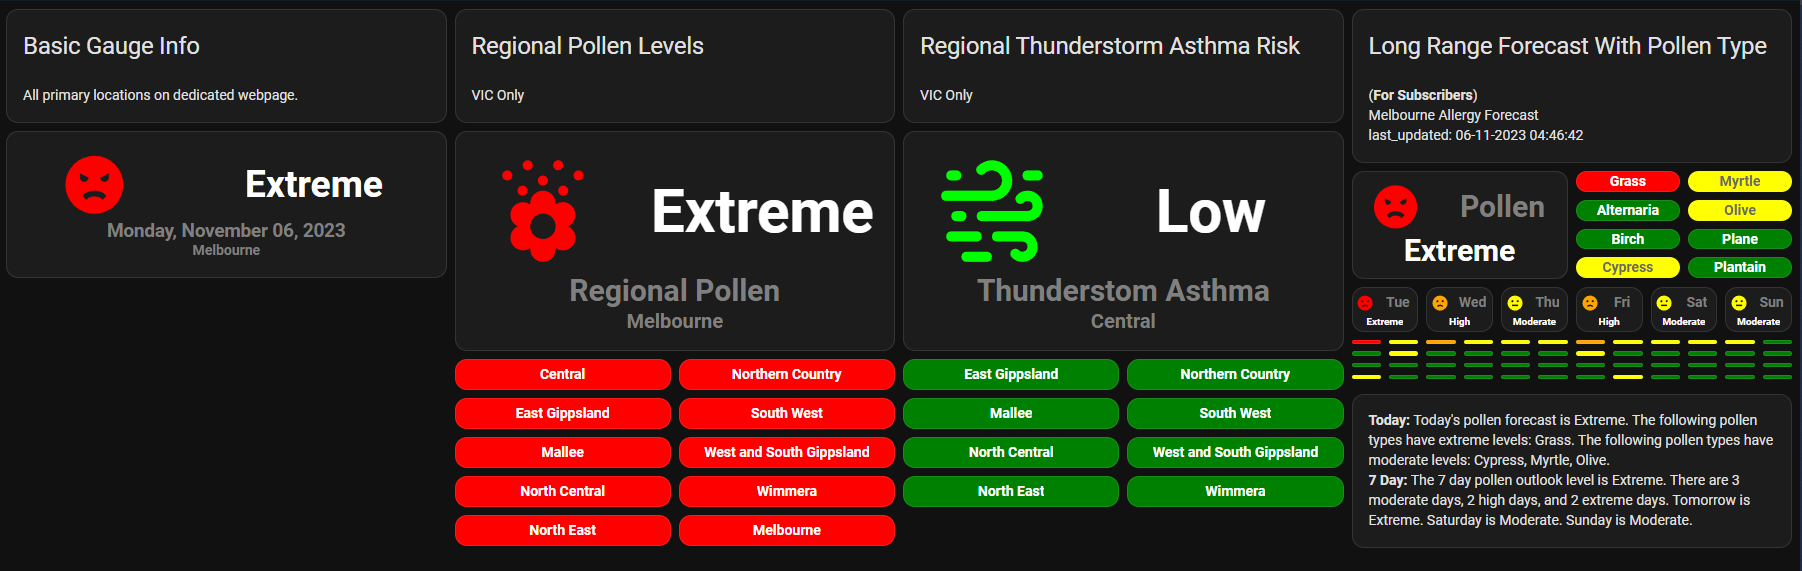 Basic Gauge Info
All primary locations on dedicated webpage.
Extreme
Monday, November 06, 2023
Melbourne
Regional Pollen Levels
VIC Only
Extreme
Regional Pollen
Melbourne
Central
Northern Country
East Gippsland
South West
Mallee
West and South Gippsland
North Central
Wimmera
North East
Melbourne
Regional Thunderstorm Asthma Risk
VIC Only
Low
Thunderstom Asthma
Central
East Gippsland
Northern Country
Mallee
South West
North Central
West and South Gippsland
North East
Wimmera
Long Range Forecast With Pollen Type
(For Subscribers)
Melbourne Allergy Forecast
last_updated: 06-11-2023 04:46:42
Pollen
Extreme
Grass
Myrtle
Alternaria
Olive
Birch
Plane
Cypress
Plantain
Tue
Extreme
Wed
High
Thu
Moderate
Fri
High
Sat
Moderate
Sun
Moderate
Today: Today's pollen forecast is Extreme. The following pollen
types have extreme levels: Grass. The following pollen types have
moderate levels: Cypress, Myrtle, Olive.
7 Day: The 7 day pollen outlook level is Extreme. There are 3
moderate days, 2 high days, and 2 extreme days. Tomorrow is
Extreme. Saturday is Moderate. Sunday is Moderate.